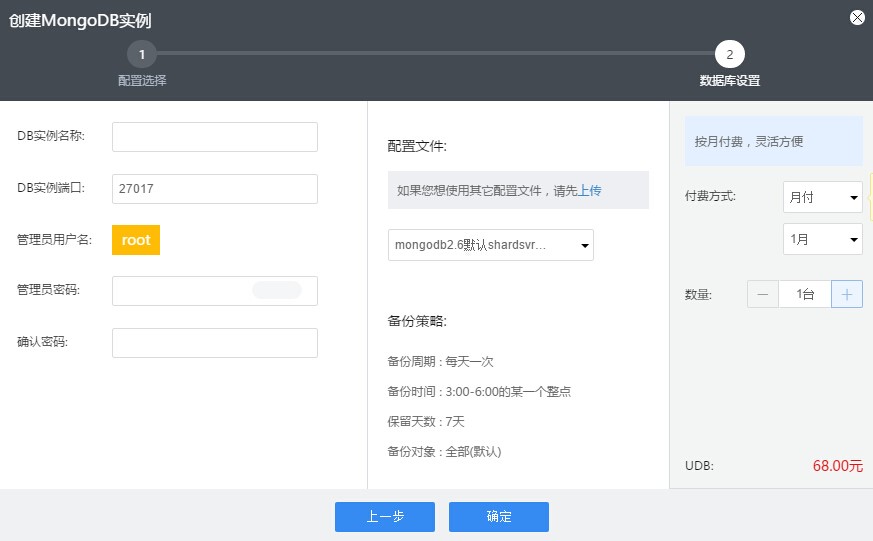 创建MongoDB实例
1
2
配置选择
数据库设置
DB实例名称:
DB实例端口: 27017
管理员用户名: root
管理员密码:
确认密码:
配置文件:
如果您想使用其它配置文件，请先上传
mongodb2.6默认shardsvr...
备份策略:
备份周期 : 每天一次
备份时间 : 3:00-6:00的某一个整点
保留天数 : 7天
备份对象 : 全部(默认)
按月付费，灵活方便
付费方式: 月付
1月
数量: 1台
UDB: 68.00元
上一步
确定